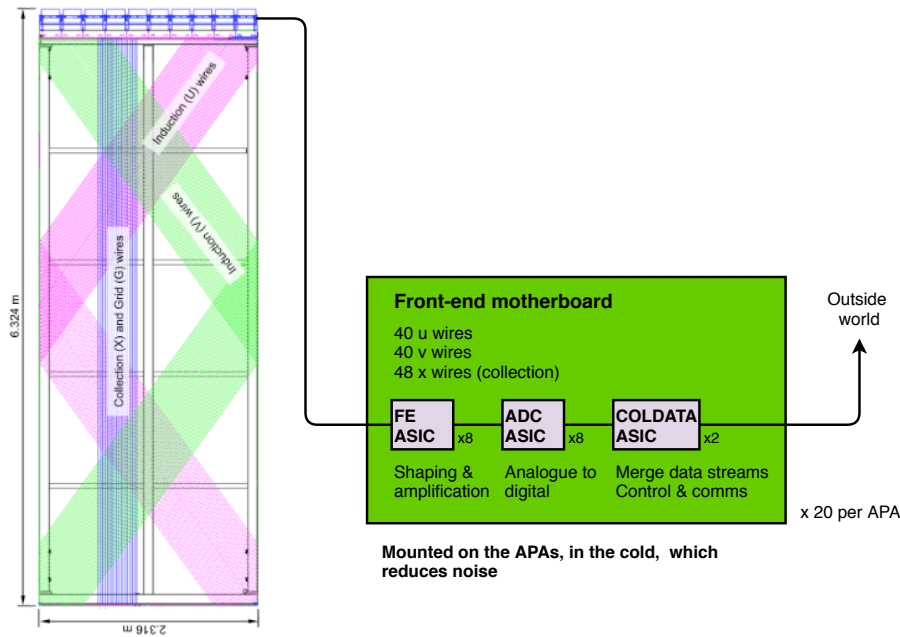 Induction (U) wires
Induction (V) wires
Collection (X) and Grid (G) wires
6.324 m
2.316 m
Front-end motherboard
40 u wires
40 v wires
48 x wires (collection)
FE
ASIC
x8
ADC
ASIC
x8
COLDATA
ASIC
x2
Shaping &
amplification
Analogue to
digital
Merge data streams
Control & comms
Outside
world
x 20 per APA
Mounted on the APAs, in the cold, which
reduces noise